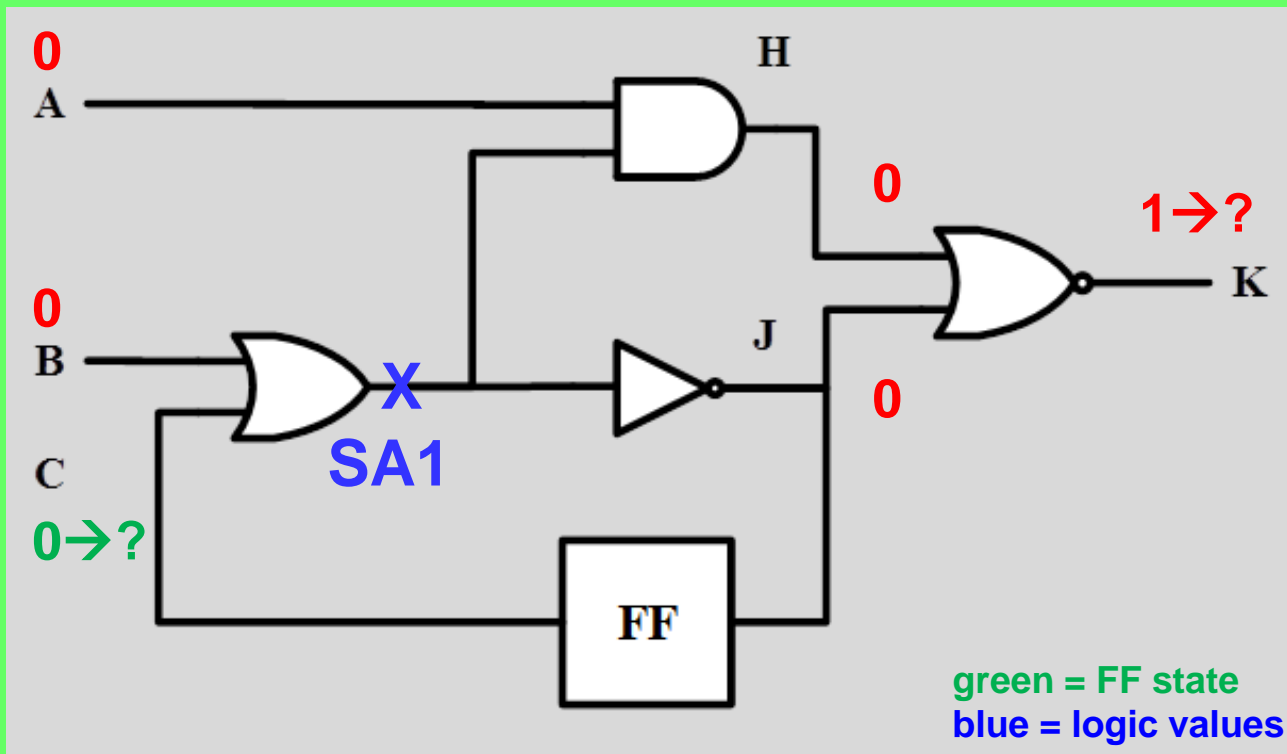 0
A
H
0
1→?
K
0
B
X
J
0
SA1
C
0→?
FF
green = FF state
blue = logic values